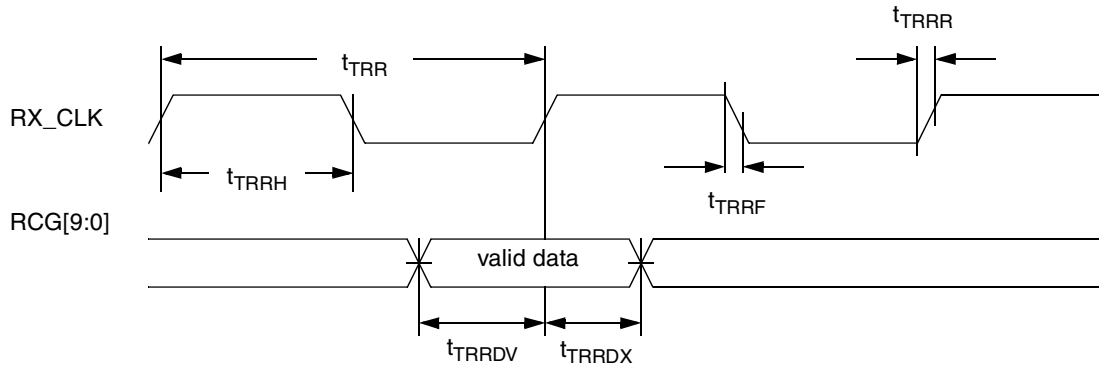 tTRRR
tTRR
RX_CLK
tTRRH
tTRRF
RCG[9:0]
valid data
tTRRDV tTRRDX